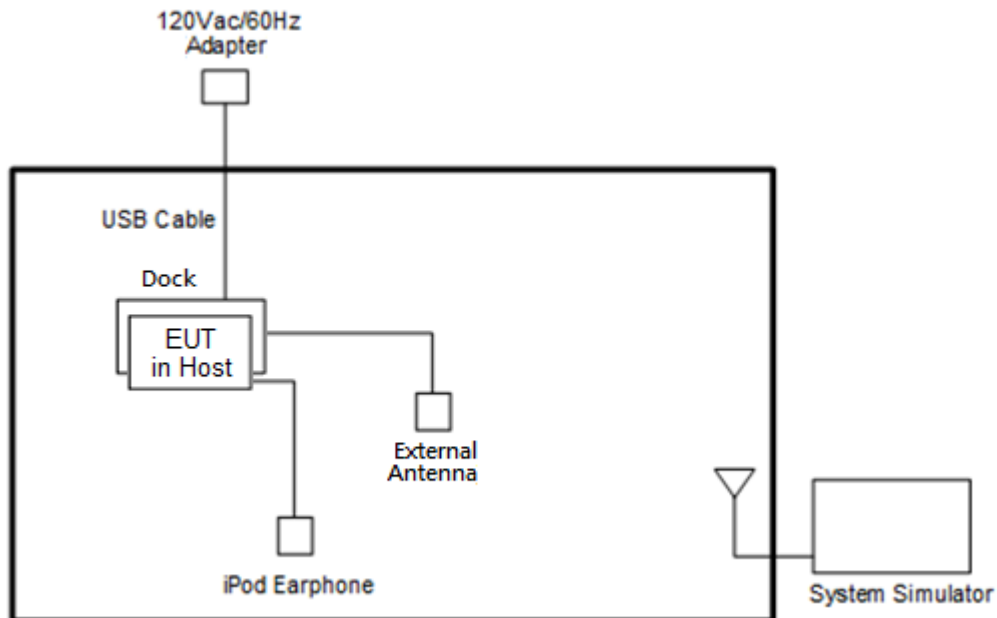 120Vac/60Hz
Adapter
USB Cable
Dock
EUT
in Host
External
Antenna
iPod Earphone
System Simulator